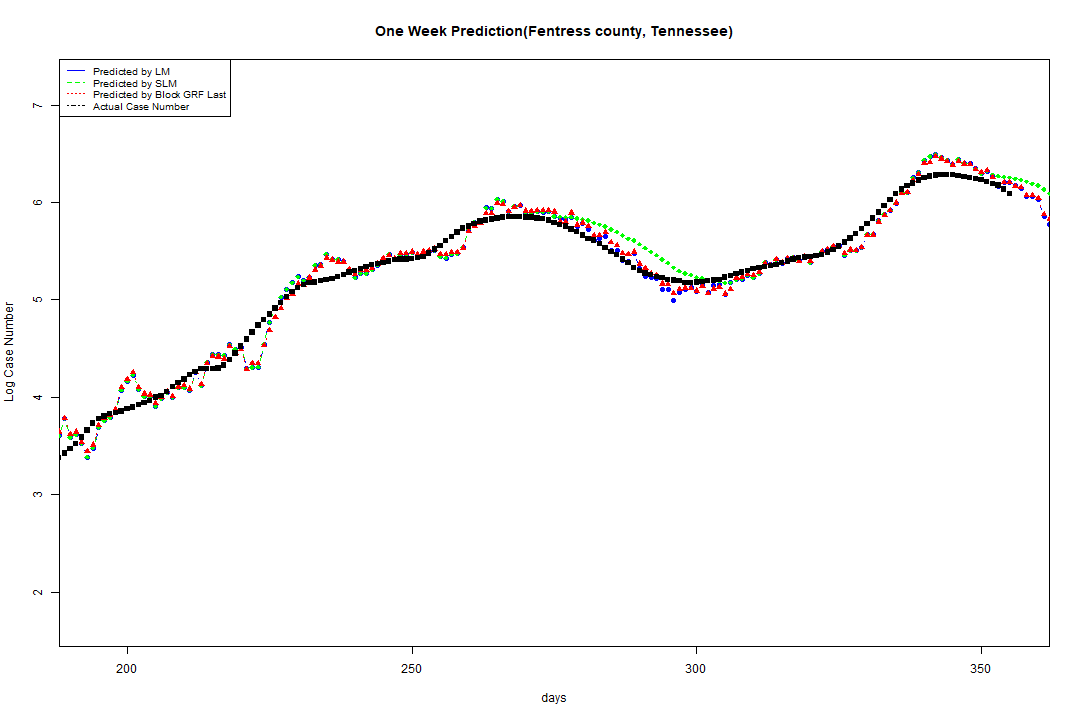 One Week Prediction(Fentress county, Tennessee)
Predicted by LM
Predicted by SLM
Predicted by Block GRF Last
Actual Case Number
7
6
5
4
3
2
Log Case Number
200
250
300
350
days